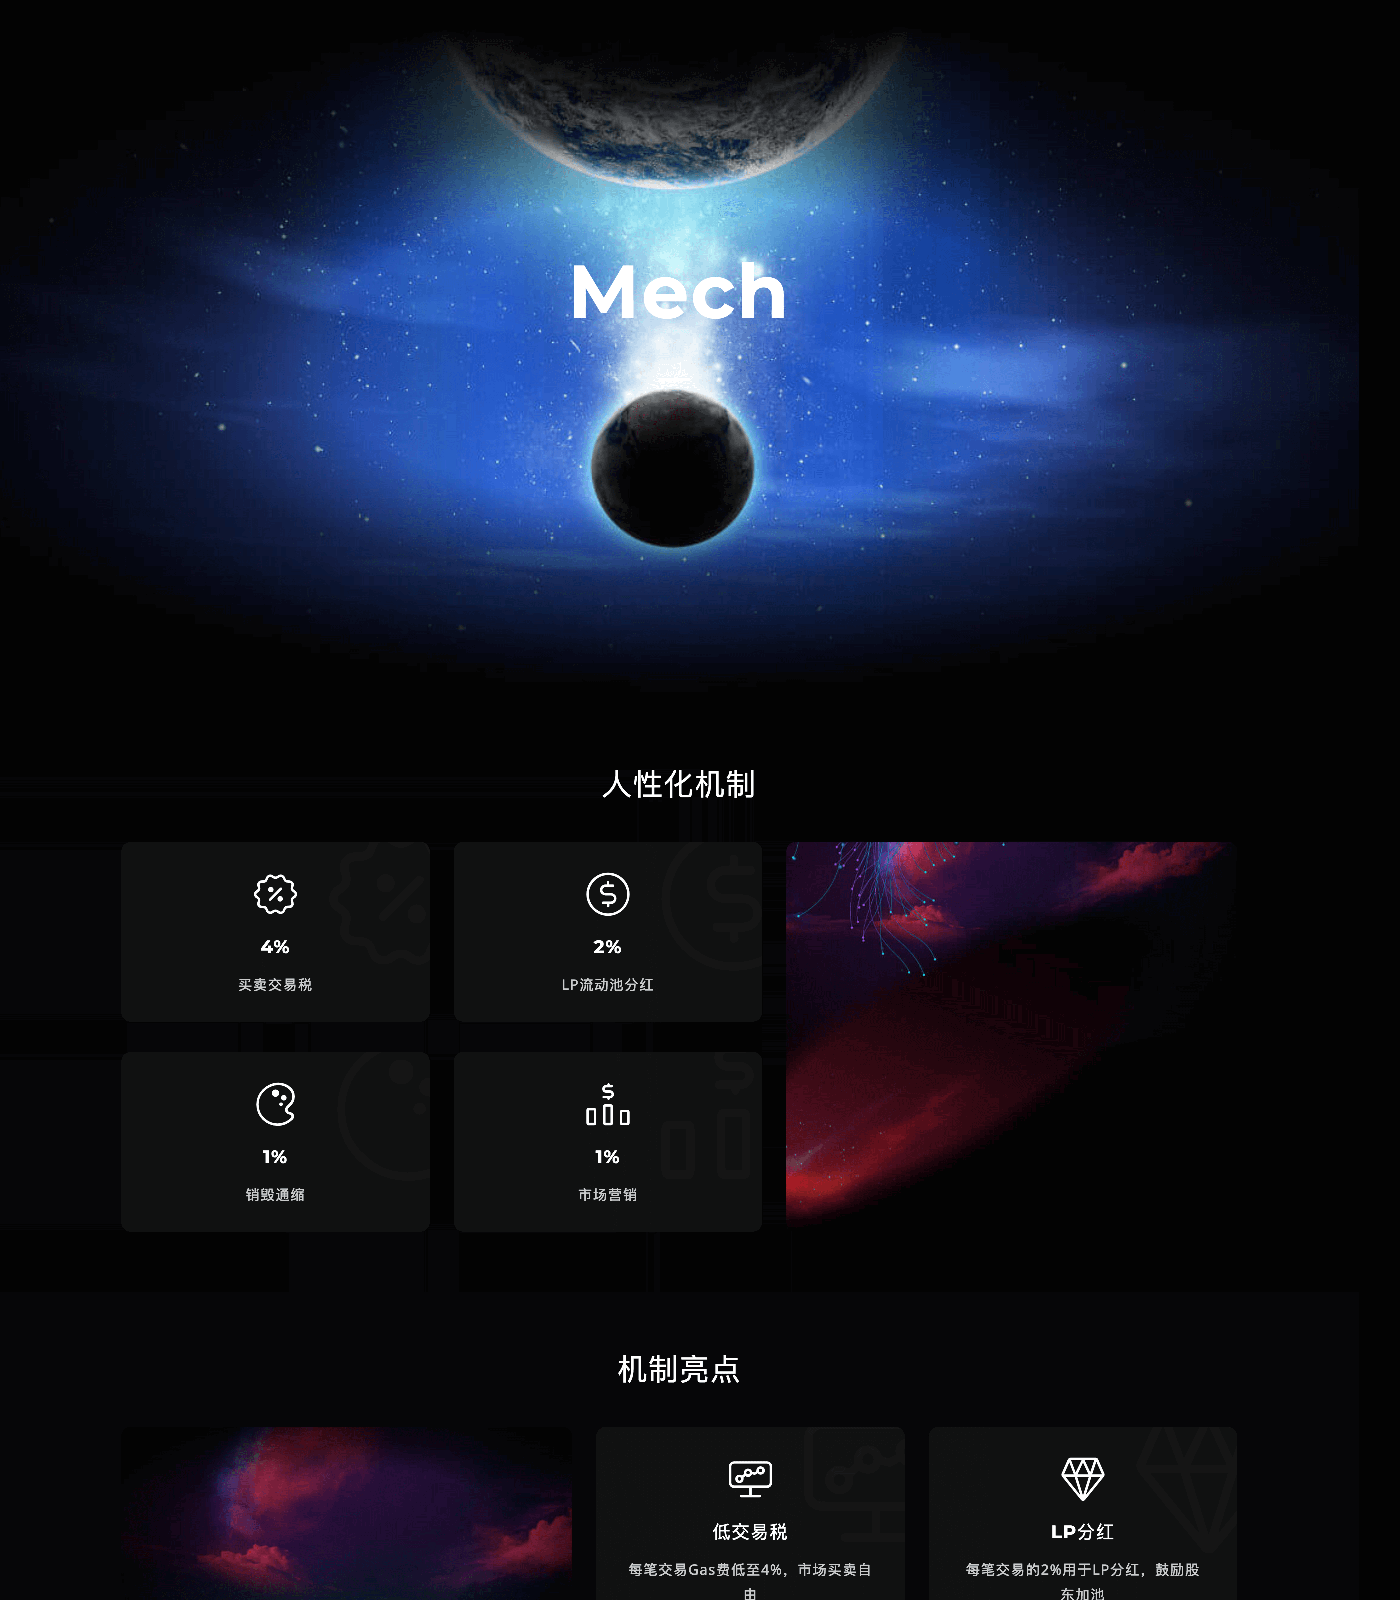 Mech
人性化机制
4%
买卖交易税
2%
LP流动池分红
1%
销毁通缩
1%
市场营销
机制亮点
低交易税
每笔交易Gas费低至4%，市场买卖自
由
LP分红
每笔交易的2%用于LP分红，鼓励股
东加池